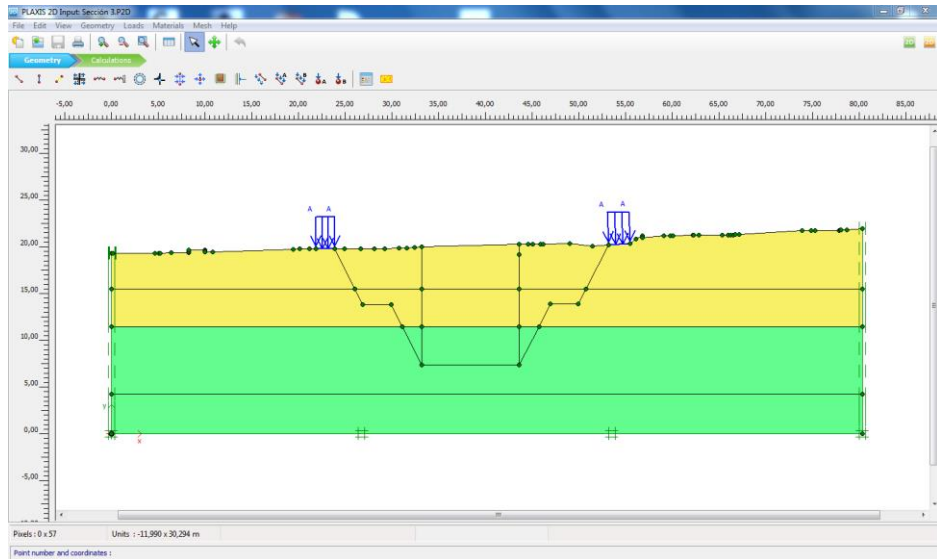 PLAXIS 2D Input: Sección 3.P2D
File Edit View Geometry Loads Materials Mesh Help
Geometry Calculations
-5,00 0,00 5,00 10,00 15,00 20,00 25,00 30,00 35,00 40,00 45,00 50,00 55,00 60,00 65,00 70,00 75,00 80,00 85,00
30,00
25,00
A A A A
20,00
15,00
10,00
5,00
y
0,00
x
-5,00
Pixels : 0 x 57 Units : -11,990 x 30,294 m
Point number and coordinates :